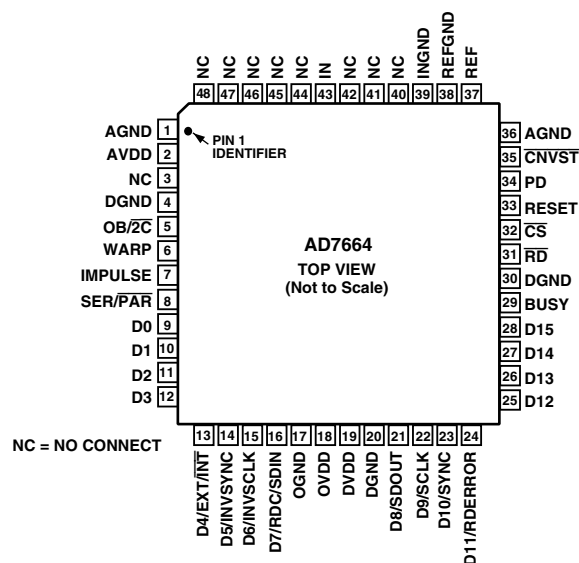 NC
NC
NC
NC
NC
IN
NC
NC
NC
INGND
REFGND
REF
48 47 46 45 44 43 42 41 40 39 38 37
AGND 1
AVDD 2
NC 3
DGND 4
OB/2C 5
WARP 6
IMPULSE 7
SER/PAR 8
D0 9
D1 10
D2 11
D3 12
PIN 1
IDENTIFIER
AD7664
TOP VIEW
(Not to Scale)
36 AGND
35 CNVST
34 PD
33 RESET
32 CS
31 RD
30 DGND
29 BUSY
28 D15
27 D14
26 D13
25 D12
NC = NO CONNECT
13 14 15 16 17 18 19 20 21 22 23 24
D4/EXT/INT
D5/INVSYNC
D6/INVSCLK
D7/RDC/SDIN
OGND
OVDD
DVDD
DGND
D8/SDOUT
D9/SCLK
D10/SYNC
D11/RDERROR